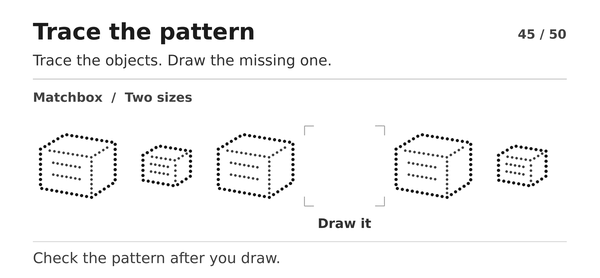 Trace the pattern
45 / 50
Trace the objects. Draw the missing one.
Matchbox / Two sizes
Draw it
Check the pattern after you draw.